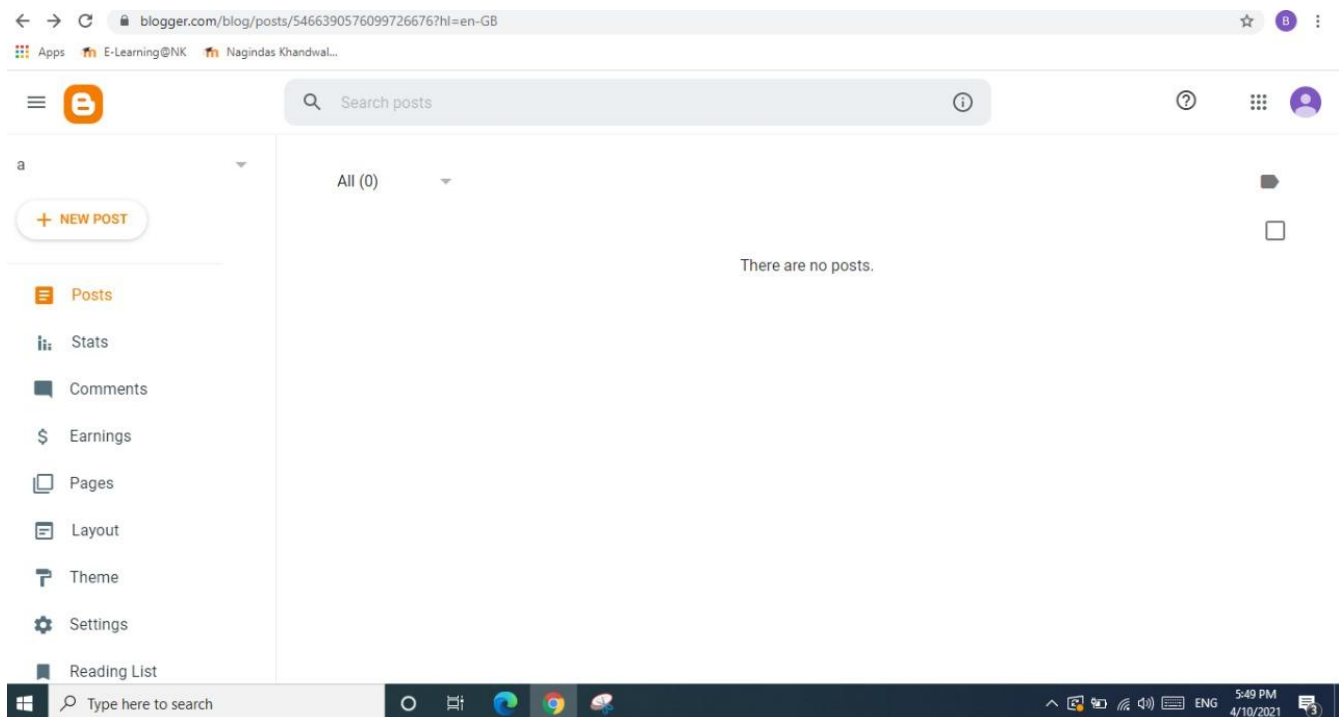 blogger.com/blog/posts/5466390576099726676?hl=en-GB
B
Apps E-Learning@NK Nagindas Khandwal...
Search posts
a
All (0)
+ NEW POST
There are no posts.
Posts
Stats
Comments
$ Earnings
Pages
Layout
Theme
Settings
Reading List
Type here to search
ENG
5:49 PM
4/10/2021
3